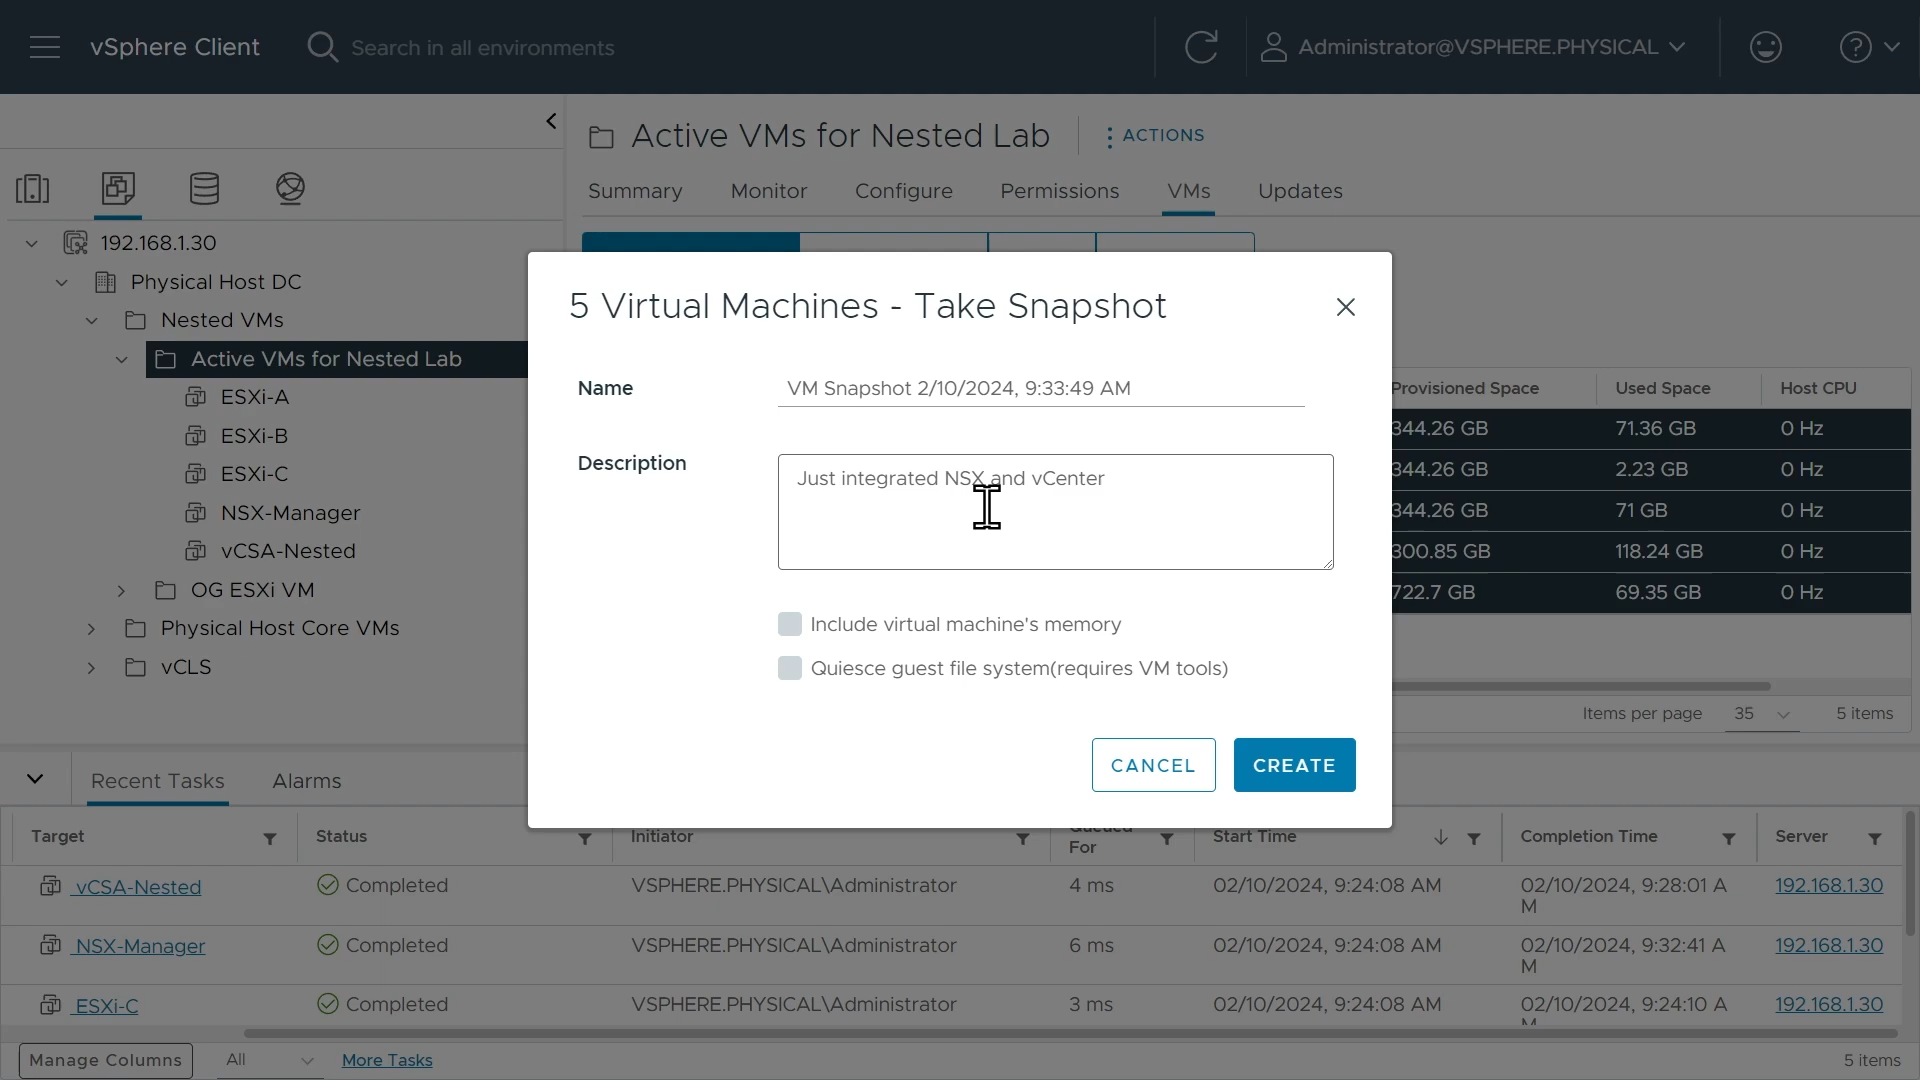 vSphere Client
Search in all environments
Administrator@VSPHERE.PHYSICAL
Active VMs for Nested Lab
ACTIONS
Summary
Monitor
Configure
Permissions
VMs
Updates
192.168.1.30
Physical Host DC
Nested VMs
Active VMs for Nested Lab
ESXi-A
ESXi-B
ESXi-C
NSX-Manager
vCSA-Nested
OG ESXi VM
Physical Host Core VMs
vCLS
5 Virtual Machines - Take Snapshot
Name
VM Snapshot 2/10/2024, 9:33:49 AM
Description
Just integrated NSX and vCenter
Include virtual machine's memory
Quiesce guest file system(requires VM tools)
CANCEL
CREATE
Provisioned Space Used Space Host CPU
344.26 GB 71.36 GB 0 Hz
344.26 GB 2.23 GB 0 Hz
344.26 GB 71 GB 0 Hz
300.85 GB 118.24 GB 0 Hz
722.7 GB 69.35 GB 0 Hz
Items per page 35 5 items
Recent Tasks Alarms
Target Status Initiator Queued For Start Time Completion Time Server
vCSA-Nested Completed VSPHERE.PHYSICAL\Administrator 4 ms 02/10/2024, 9:24:08 AM 02/10/2024, 9:28:01 A
M
192.168.1.30
NSX-Manager Completed VSPHERE.PHYSICAL\Administrator 6 ms 02/10/2024, 9:24:08 AM 02/10/2024, 9:32:41 A
M
192.168.1.30
ESXi-C Completed VSPHERE.PHYSICAL\Administrator 3 ms 02/10/2024, 9:24:08 AM 02/10/2024, 9:24:10 A
M
192.168.1.30
Manage Columns All More Tasks 5 items